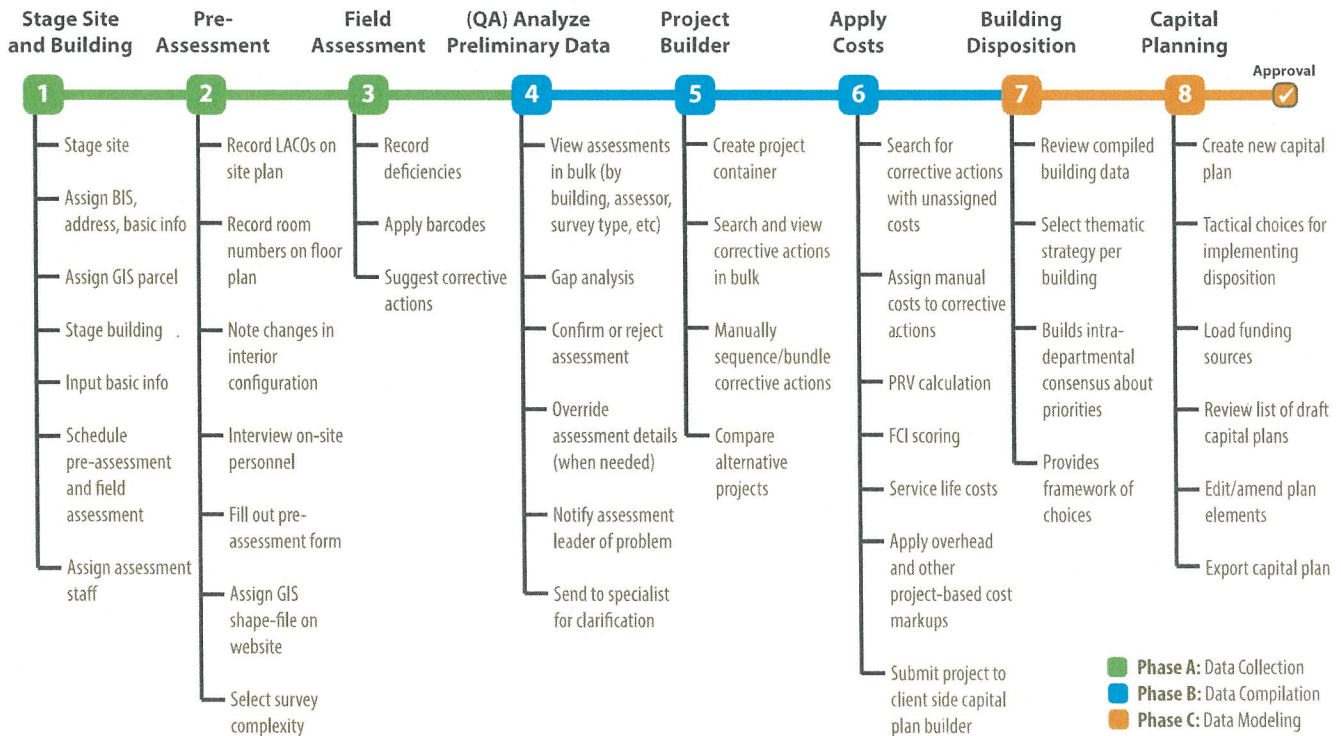 Stage Site
and Building
Pre-
Assessment
Field
Assessment
(QA) Analyze
Preliminary Data
Project
Builder
Apply
Costs
Building
Disposition
Capital
Planning
Approval
1
2
3
4
5
6
7
8
Stage site
Assign BIS,
address, basic info
Assign GIS parcel
Stage building
Input basic info
Schedule
pre-assessment
and field
assessment
Assign assessment
staff
Record LACOs on
site plan
Record room
numbers on floor
plan
Note changes in
interior
configuration
Interview on-site
personnel
Fill out pre-
assessment form
Assign GIS
shape-file on
website
Select survey
complexity
Record
deficiencies
Apply barcodes
Suggest corrective
actions
View assessments
in bulk (by
building, assessor,
survey type, etc)
Gap analysis
Confirm or reject
assessment
Override
assessment details
(when needed)
Notify assessment
leader of problem
Send to specialist
for clarification
Create project
container
Search and view
corrective actions
in bulk
Manually
sequence/bundle
corrective actions
Compare
alternative
projects
Search for
corrective actions
with unassigned
costs
Assign manual
costs to corrective
actions
PRV calculation
FCI scoring
Service life costs
Apply overhead
and other
project-based cost
markups
Submit project to
client side capital
plan builder
Review compiled
building data
Select thematic
strategy per
building
Builds intra-
departmental
consensus about
priorities
Provides
framework of
choices
Create new capital
plan
Tactical choices for
implementing
disposition
Load funding
sources
Review list of draft
capital plans
Edit/amend plan
elements
Export capital plan
Phase A: Data Collection
Phase B: Data Compilation
Phase C: Data Modeling